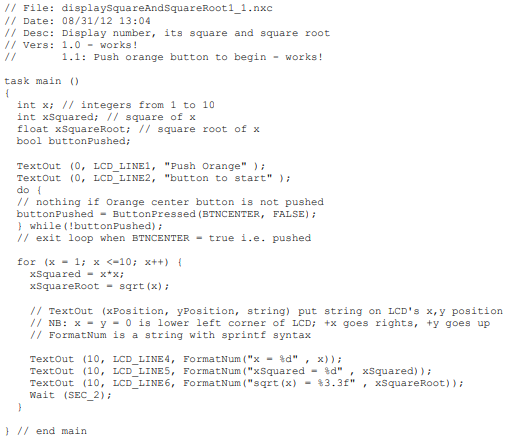 // File: displaySquareAndSquareRoot1_1.nxc
// Date: 08/31/12 13:04
// Desc: Display number, its square and square root
// Vers: 1.0 - works!
//       1.1: Push orange button to begin - works!
task main ()
{
  int x; // integers from 1 to 10
  int xSquared; // square of x
  float xSquareRoot; // square root of x
  bool buttonPushed;
  TextOut (0, LCD_LINE1, "Push Orange" );
  TextOut (0, LCD_LINE2, "button to start" );
  do {
  // nothing if Orange center button is not pushed
  buttonPushed = ButtonPressed(BTNCENTER, FALSE);
  } while(!buttonPushed);
  // exit loop when BTNCENTER = true i.e. pushed
  for (x = 1; x <=10; x++) {
    xSquared = x*x;
    xSquareRoot = sqrt(x);
    // TextOut (xPosition, yPosition, string) put string on LCD's x,y position
    // NB: x = y = 0 is lower left corner of LCD; +x goes rights, +y goes up
    // FormatNum is a string with sprintf syntax
    TextOut (10, LCD_LINE4, FormatNum("x = %d" , x));
    TextOut (10, LCD_LINE5, FormatNum("xSquared = %d" , xSquared));
    TextOut (10, LCD_LINE6, FormatNum("sqrt(x) = %3.3f" , xSquareRoot));
    Wait (SEC_2);
  }
} // end main